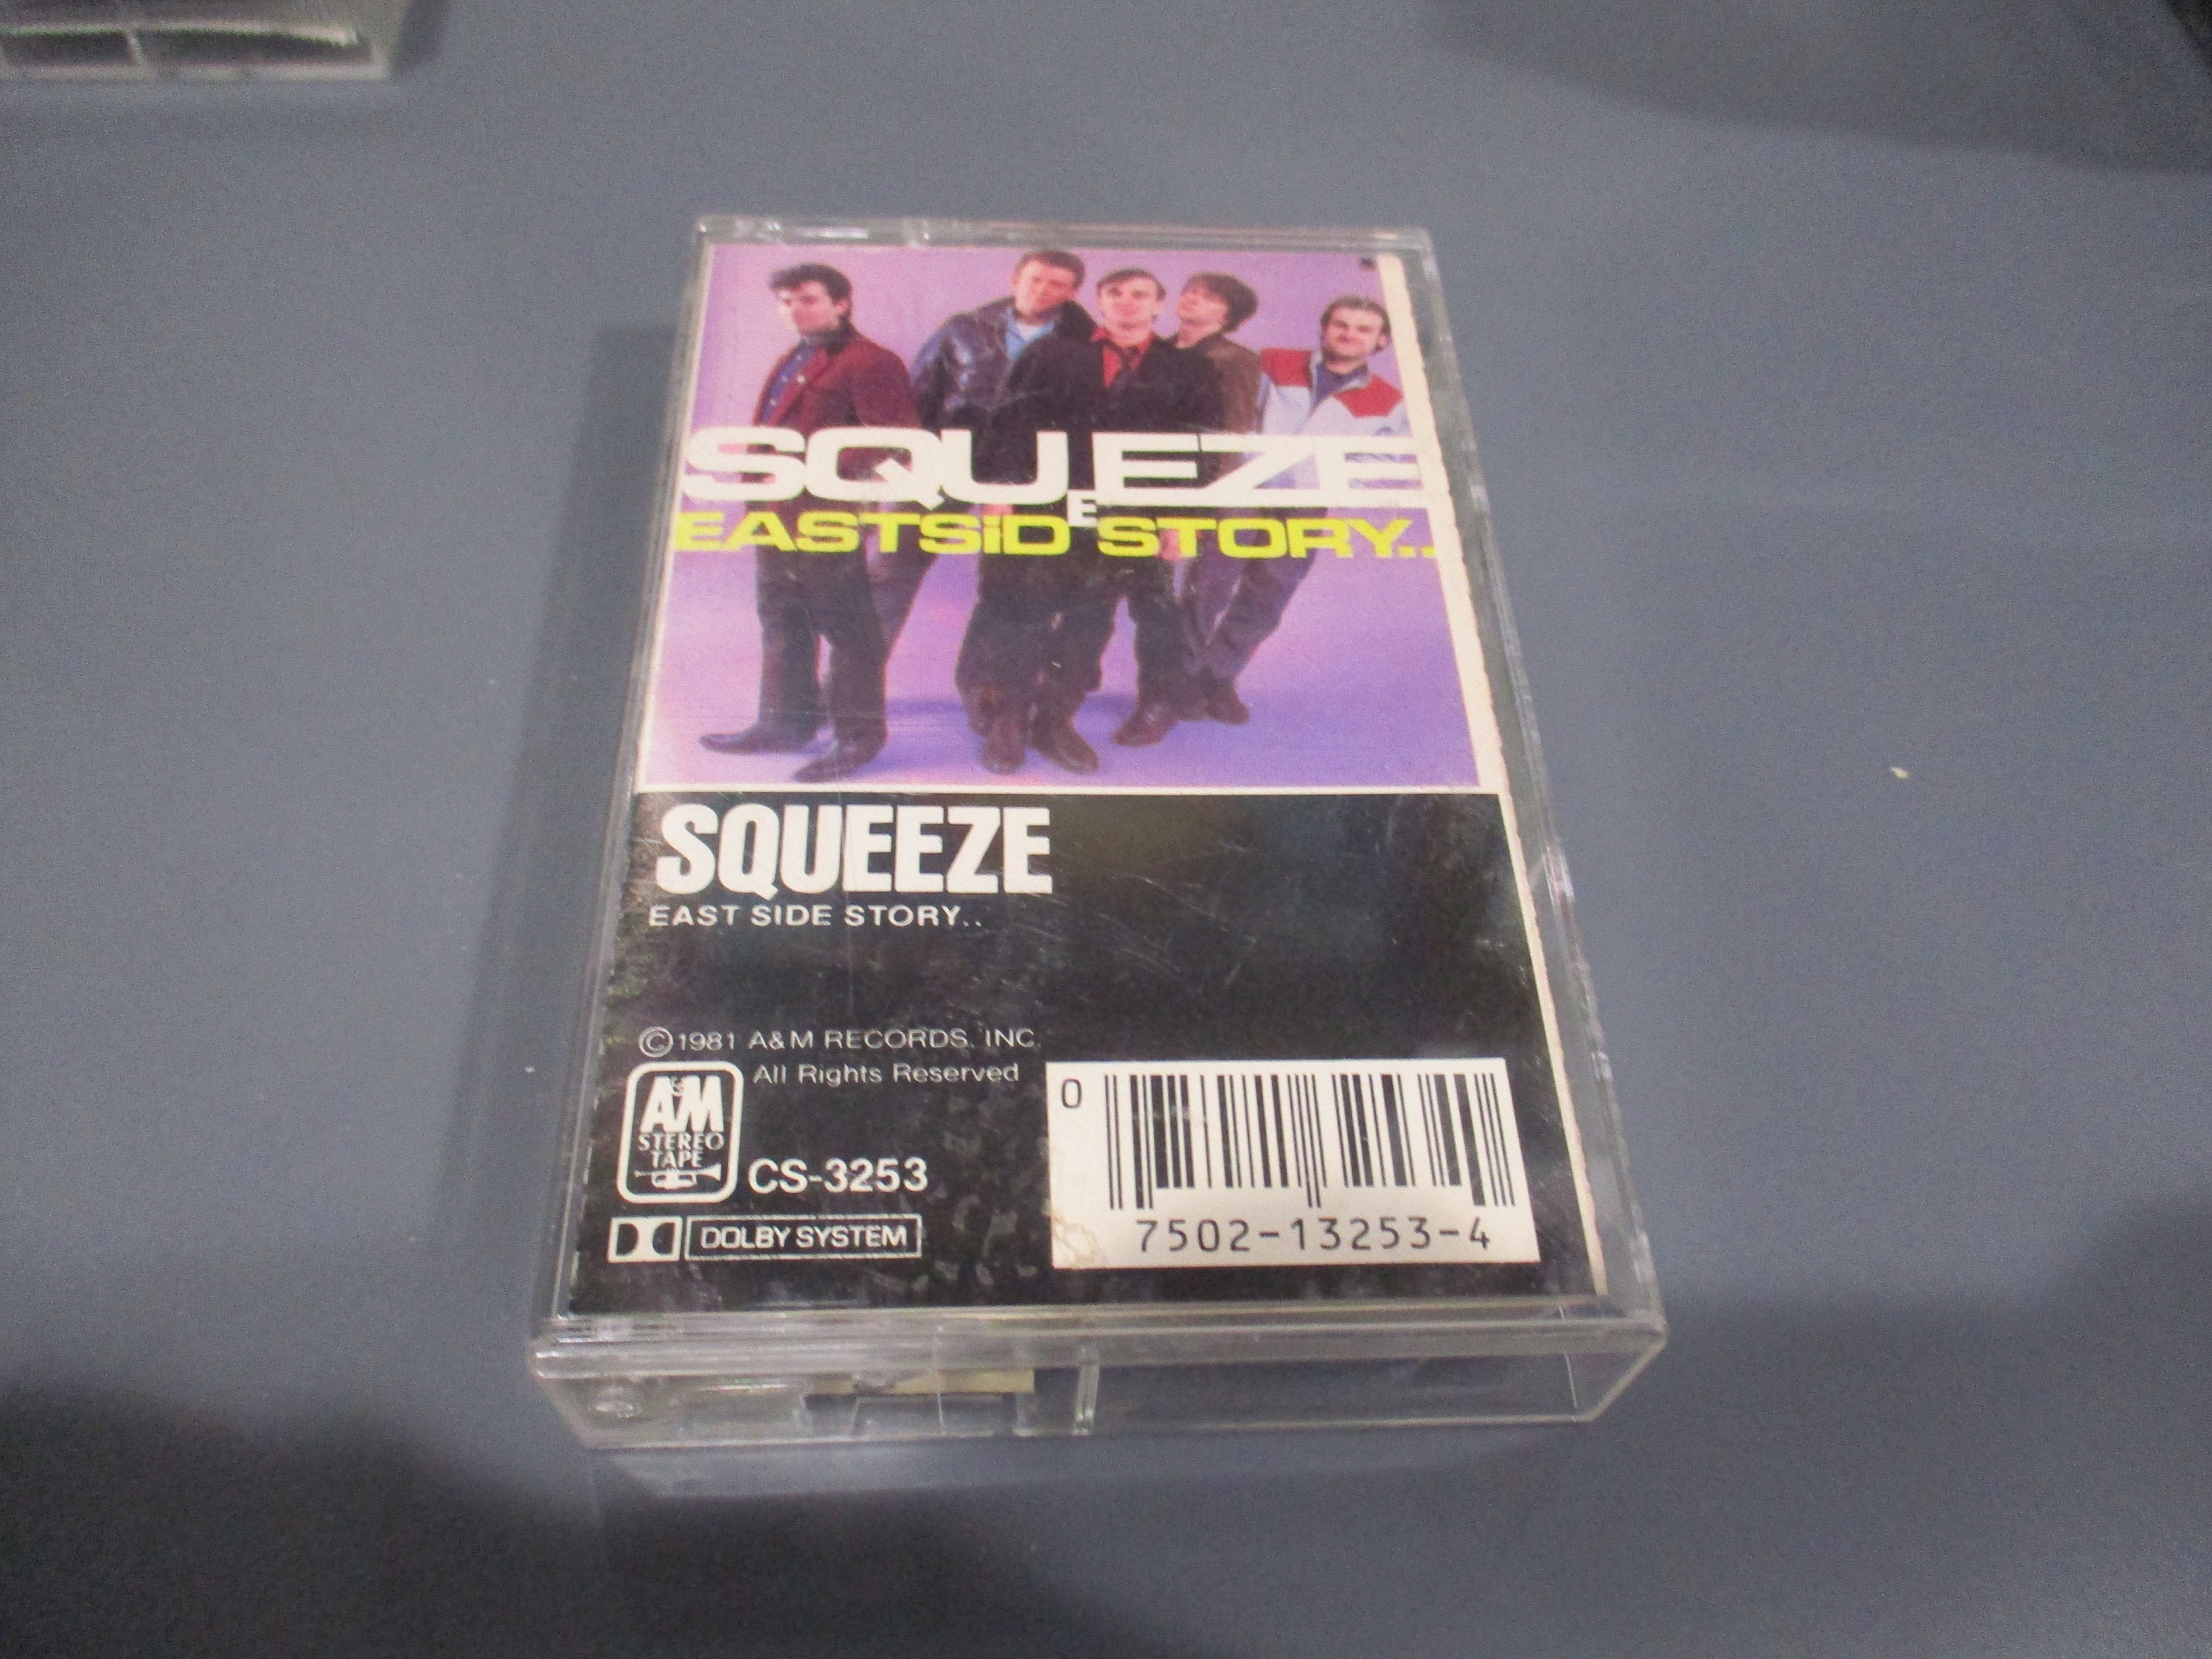 SQUEEZE
EASTSiD STORY..
SQUEEZE
EAST SIDE STORY..
©1981 A&M RECORDS, INC.
All Rights Reserved
A&M
STEREO
TAPE
CS-3253
DOLBY SYSTEM
0
7502-13253-4